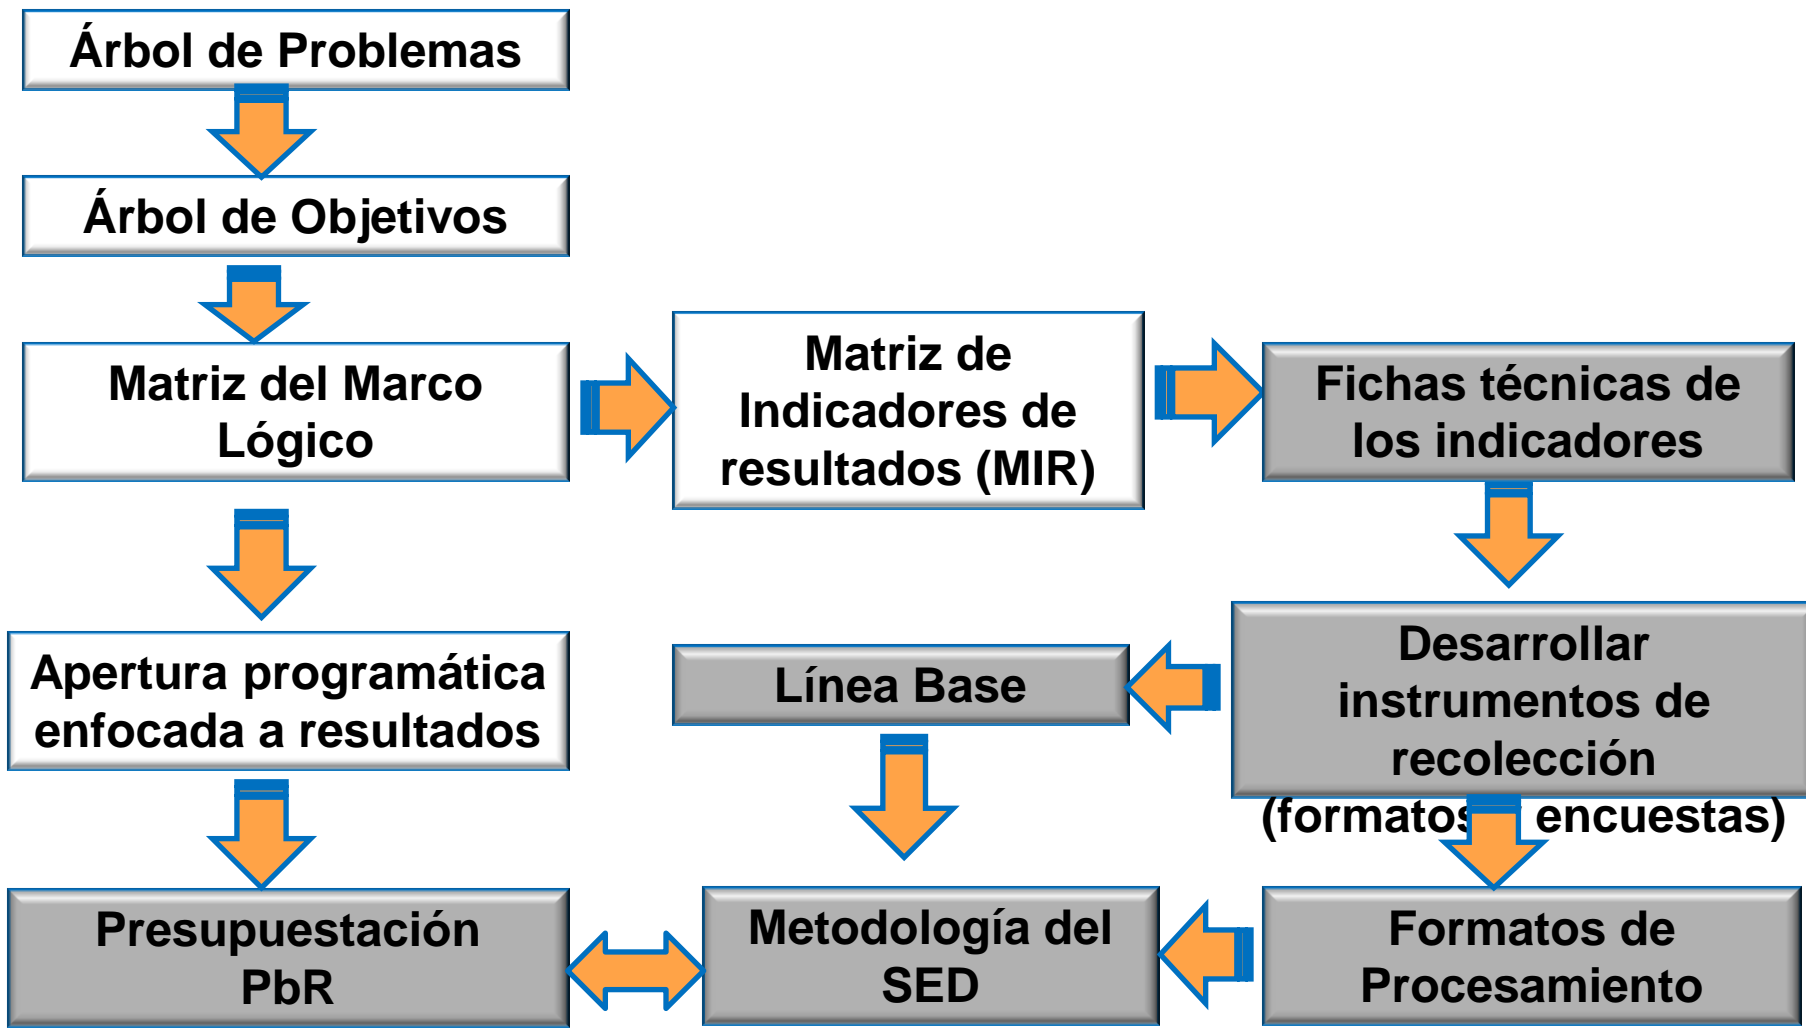 Árbol de Problemas
Árbol de Objetivos
Matriz del Marco
Lógico
Matriz de
Indicadores de
resultados (MIR)
Fichas técnicas de
los indicadores
Apertura programática
enfocada a resultados
Línea Base
Desarrollar
instrumentos de
recolección
(formatos encuestas)
Presupuestación
PbR
Metodología del
SED
Formatos de
Procesamiento